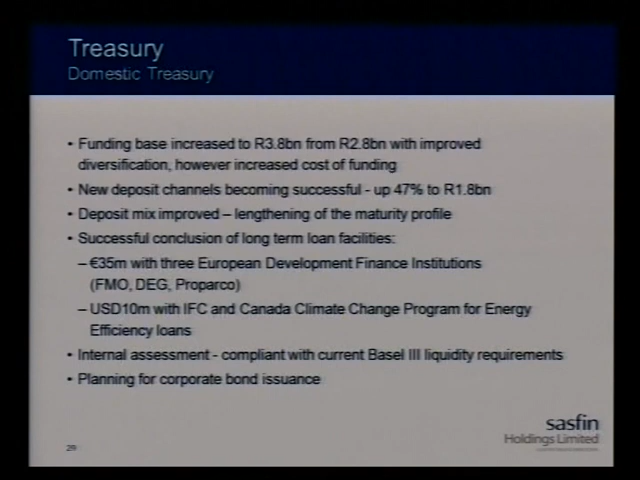 Treasury
Domestic Treasury
• Funding base increased to R3.8bn from R2.8bn with improved
diversification, however increased cost of funding
• New deposit channels becoming successful - up 47% to R1.8bn
• Deposit mix improved – lengthening of the maturity profile
• Successful conclusion of long term loan facilities:
– €35m with three European Development Finance Institutions
(FMO, DEG, Proparco)
– USD10m with IFC and Canada Climate Change Program for Energy
Efficiency loans
• Internal assessment - compliant with current Basel III liquidity requirements
• Planning for corporate bond issuance
sasfin
Holdings Limited
29